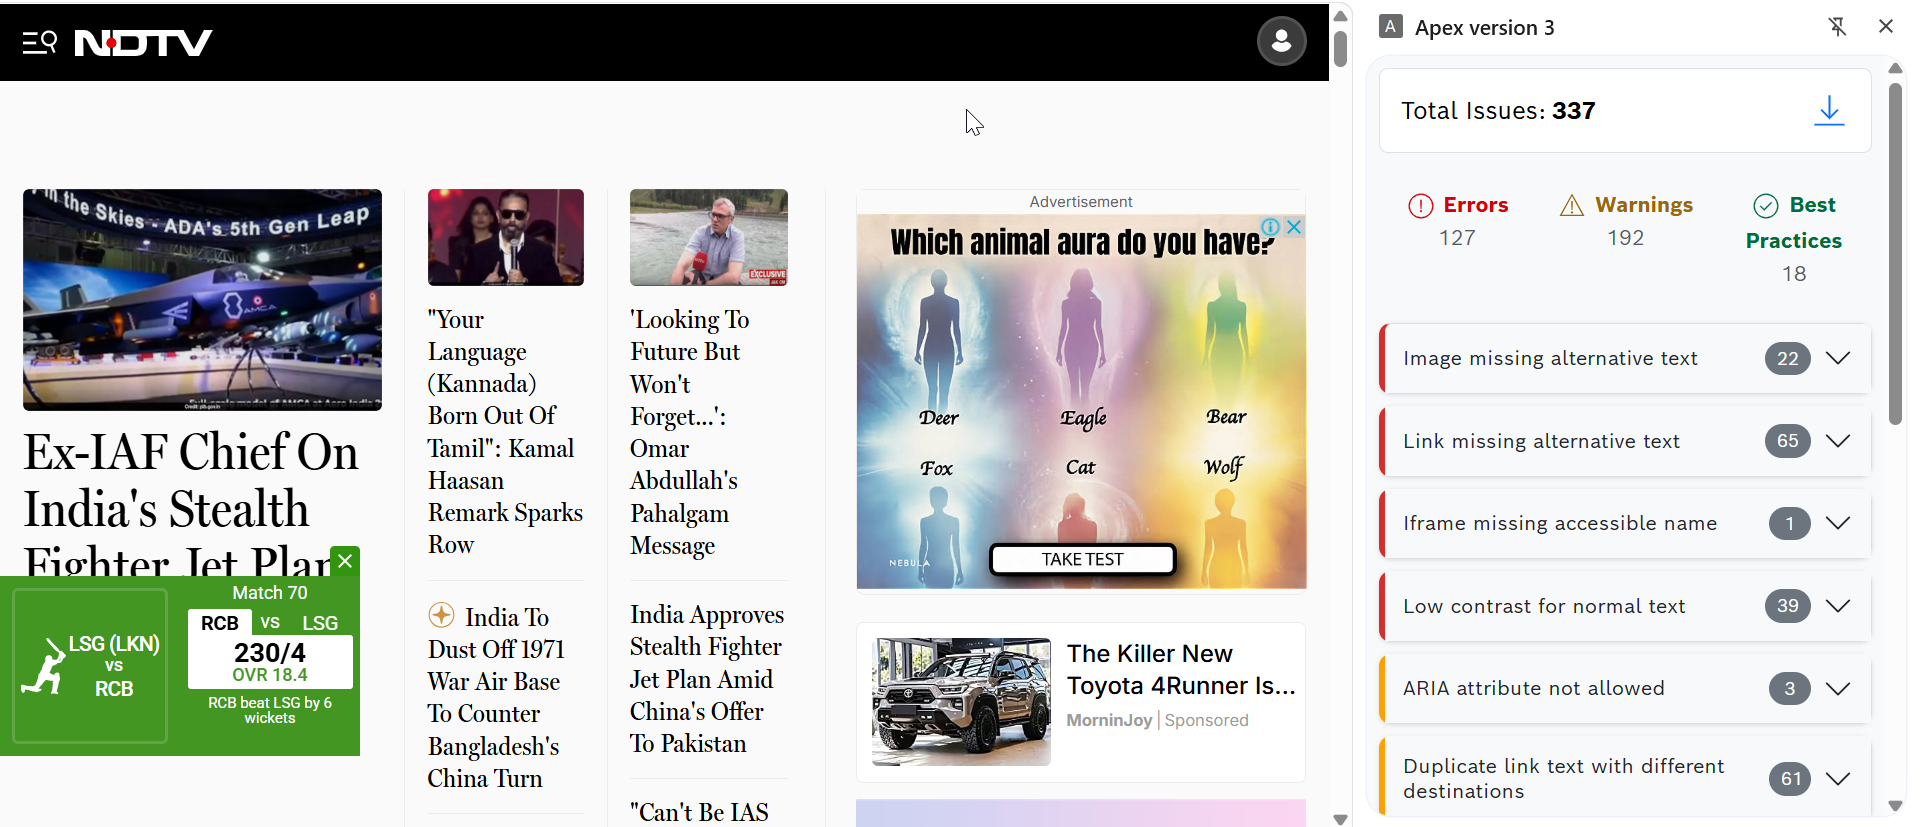 NDTV
in the Skies - ADA's 5th Gen Leap
AMCA
Credit: pib.gov.in
Ex-IAF Chief On
India's Stealth
Fighter Jet Plan
Match 70
LSG (LKN)
vs
RCB
RCB vs LSG
230/4
OVR 18.4
RCB beat LSG by 6
wickets
"Your
Language
(Kannada)
Born Out Of
Tamil": Kamal
Haasan
Remark Sparks
Row
India To
Dust Off 1971
War Air Base
To Counter
Bangladesh's
China Turn
EXCLUSIVE
'Looking To
Future But
Won't
Forget...':
Omar
Abdullah's
Pahalgam
Message
India Approves
Stealth Fighter
Jet Plan Amid
China's Offer
To Pakistan
"Can't Be IAS
Advertisement
Which animal aura do you have?
Deer Eagle Bear
Fox Cat Wolf
NEBULA
TAKE TEST
The Killer New
Toyota 4Runner Is...
MorninJoy | Sponsored
A Apex version 3
Total Issues: 337
Errors
127
Warnings
192
Best
Practices
18
Image missing alternative text 22
Link missing alternative text 65
Iframe missing accessible name 1
Low contrast for normal text 39
ARIA attribute not allowed 3
Duplicate link text with different
destinations 61